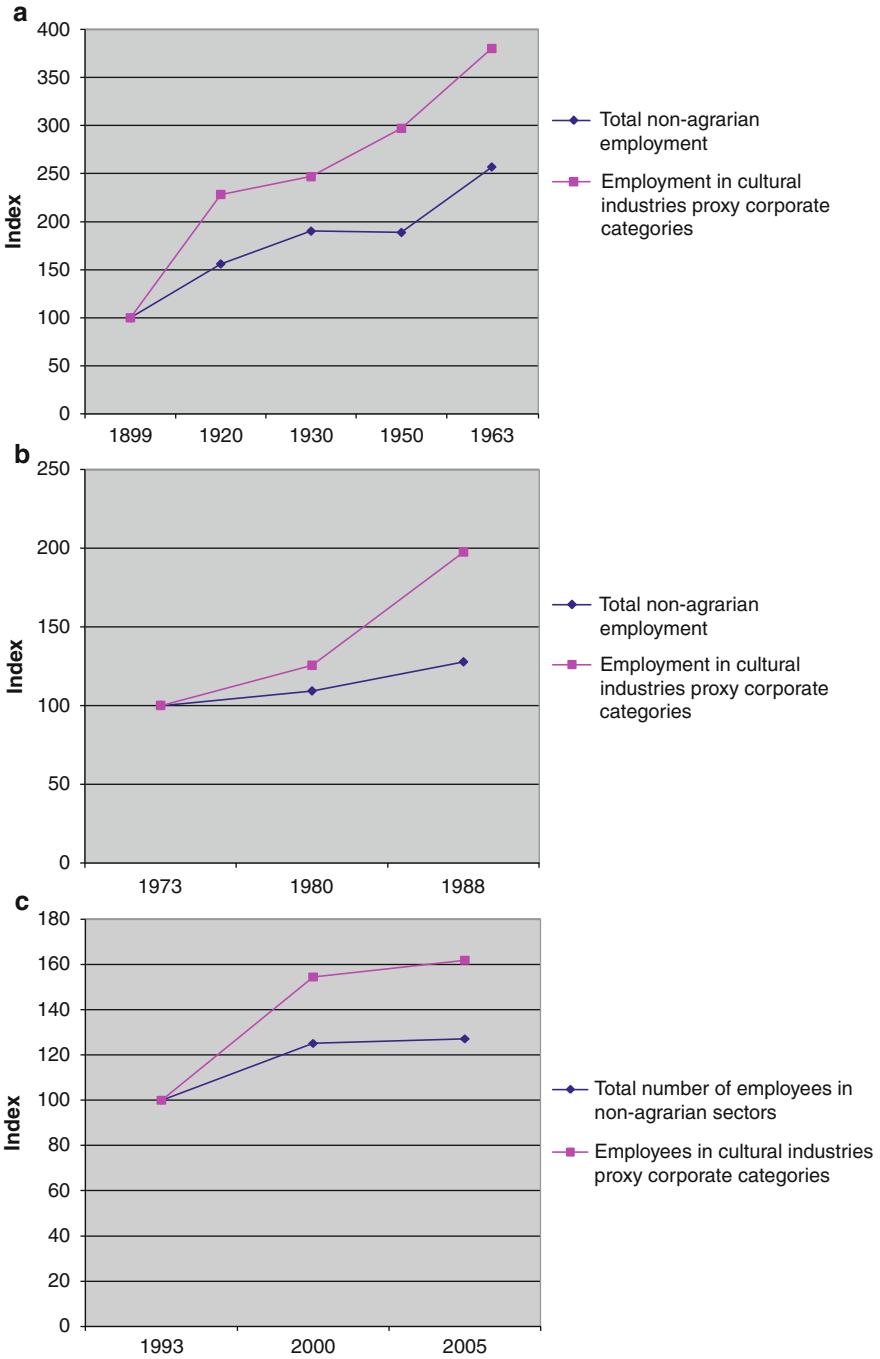 a
400
350
300
250
200
150
100
50
0
Index
1899 1920 1930 1950 1963
Total non-agrarian
employment
Employment in cultural
industries proxy corporate
categories
b
250
200
150
100
50
0
Index
1973 1980 1988
Total non-agrarian
employment
Employment in cultural
industries proxy corporate
categories
c
180
160
140
120
100
80
60
40
20
0
Index
1993 2000 2005
Total number of employees in
non-agrarian sectors
Employees in cultural industries
proxy corporate categories